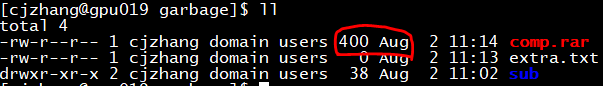 [cjzhang@gpu019 garbage]$ ll
total 4
-rw-r--r-- 1 cjzhang domain users 400 Aug  2 11:14 comp.rar
-rw-r--r-- 1 cjzhang domain users   0 Aug  2 11:13 extra.txt
drwxr-xr-x 2 cjzhang domain users  38 Aug  2 11:02 sub